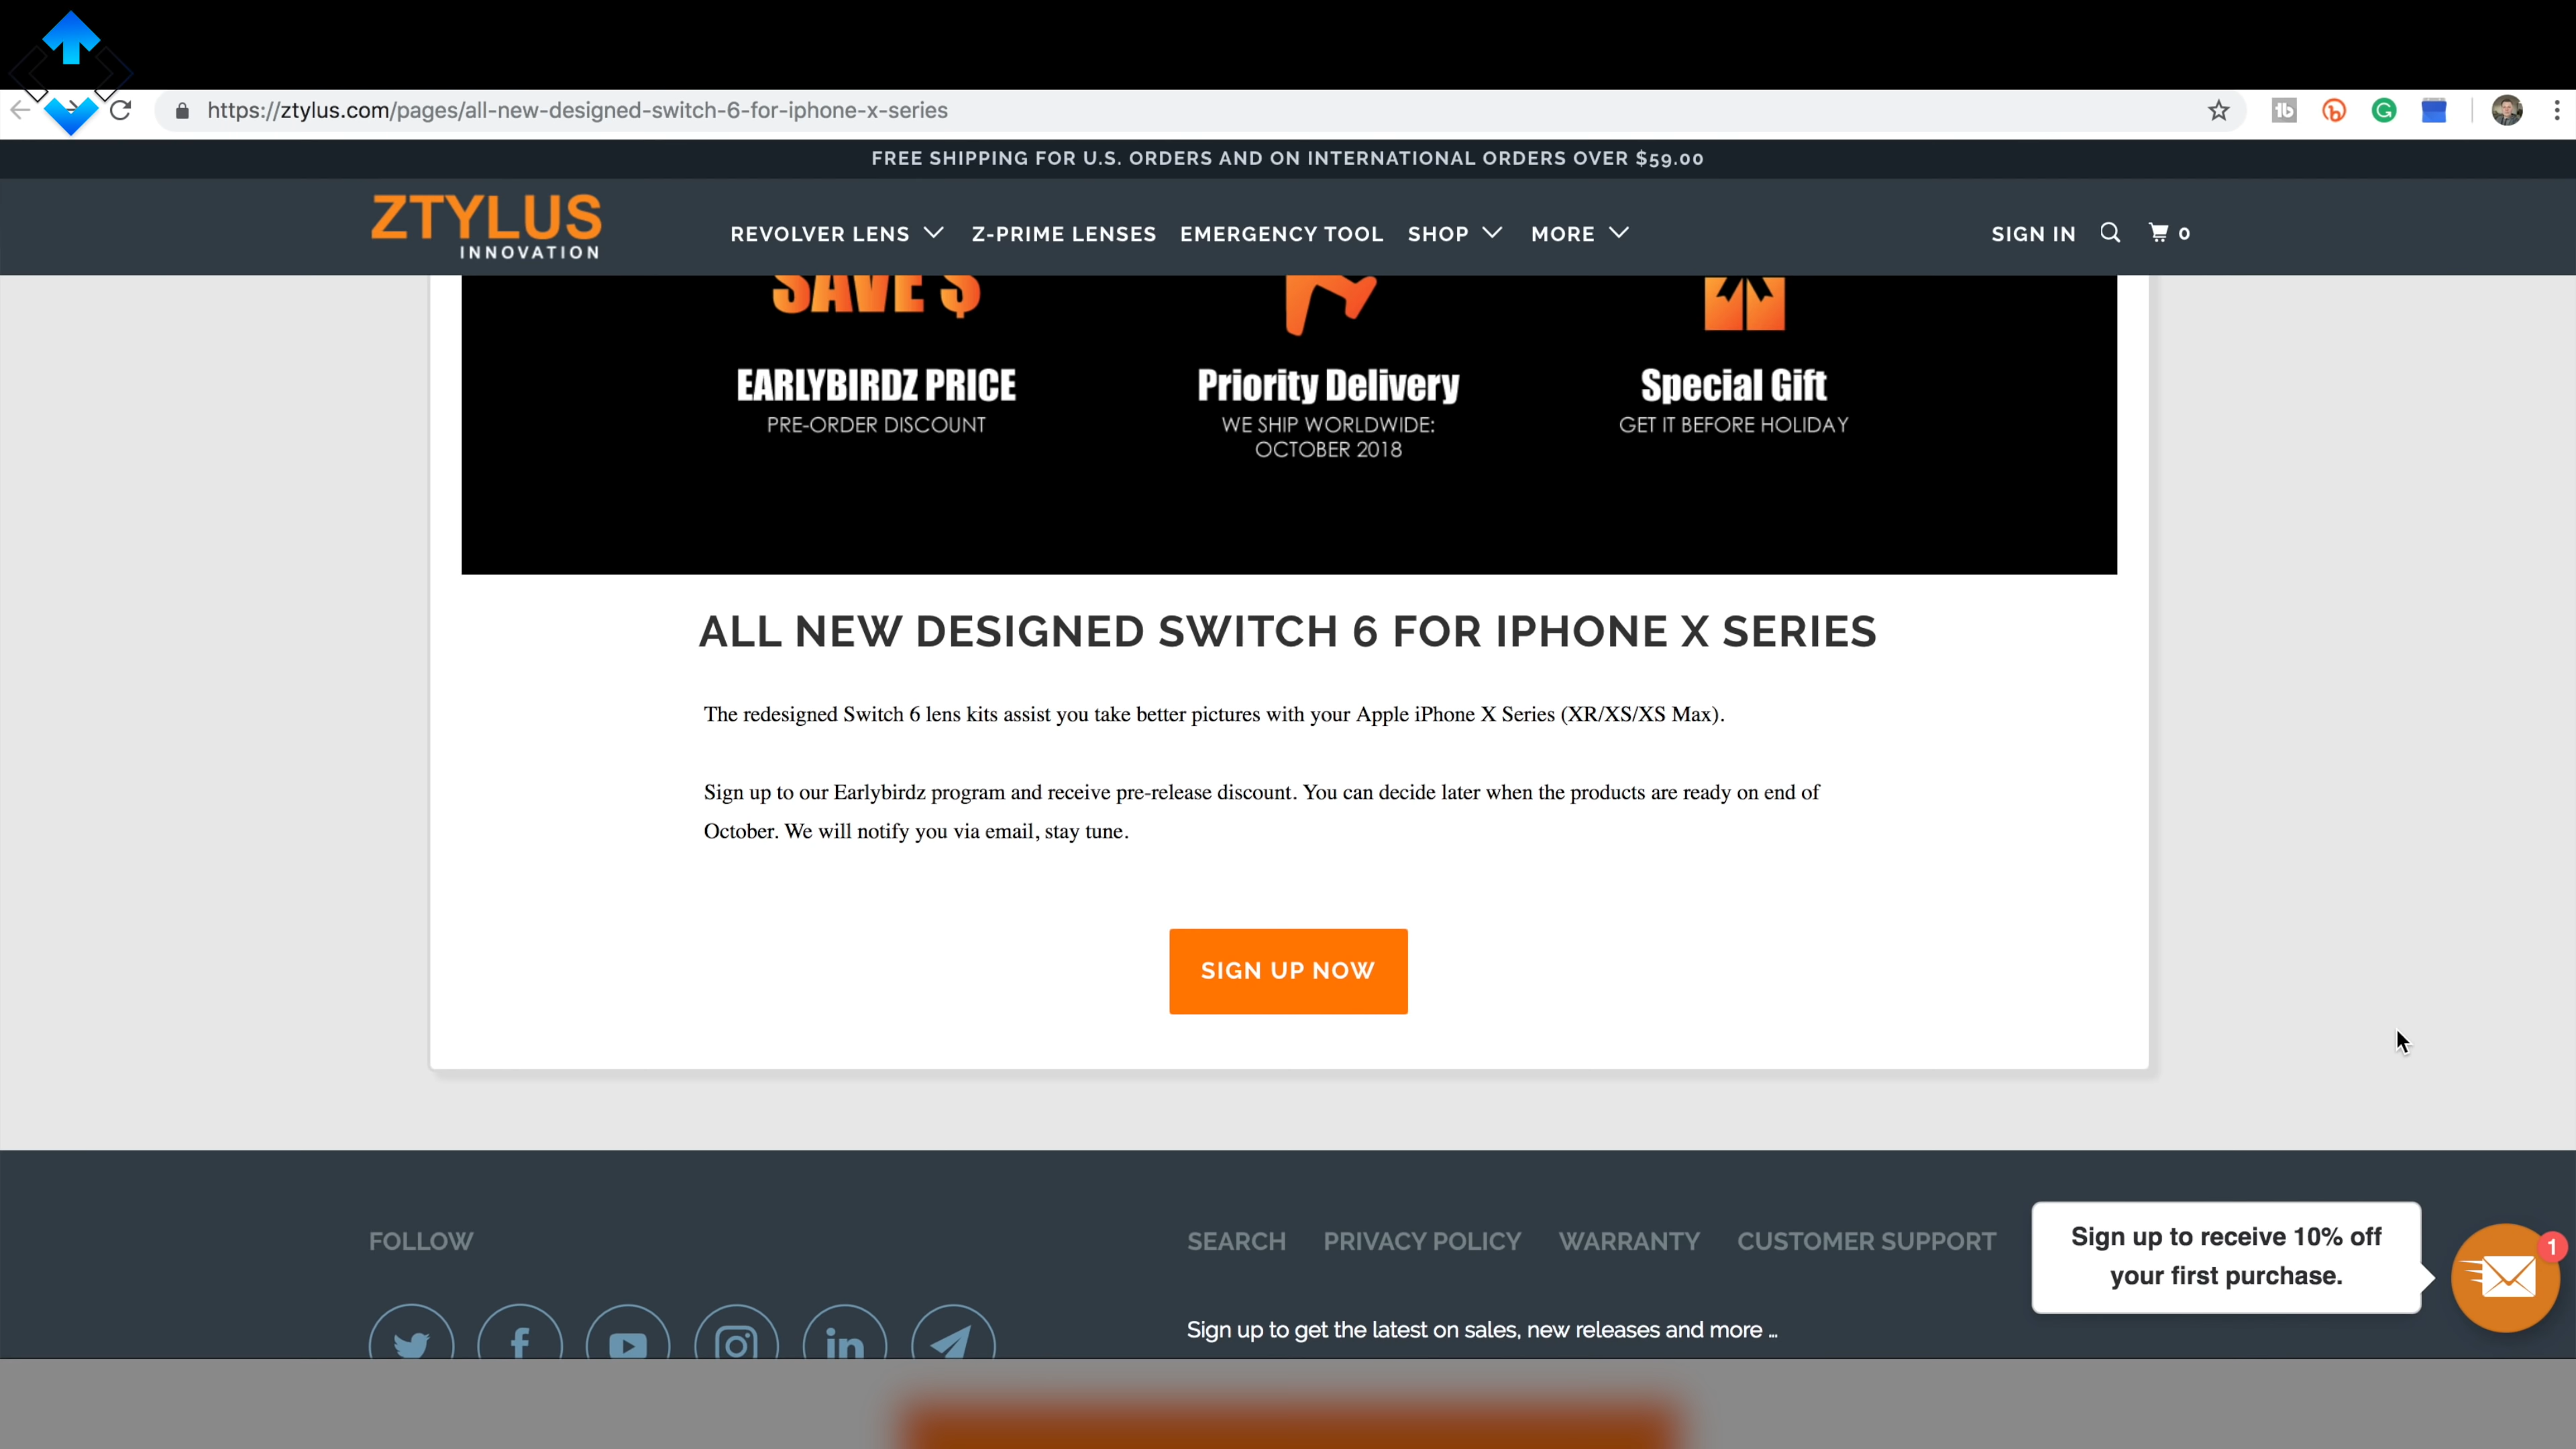 https://ztylus.com/pages/all-new-designed-switch-6-for-iphone-x-series
FREE SHIPPING FOR U.S. ORDERS AND ON INTERNATIONAL ORDERS OVER $59.00
ZTYLUS
INNOVATION
REVOLVER LENS
Z-PRIME LENSES
EMERGENCY TOOL
SHOP
MORE
SIGN IN
0
SAVE $
EARLYBIRDZ PRICE
PRE-ORDER DISCOUNT
Priority Delivery
WE SHIP WORLDWIDE:
OCTOBER 2018
Special Gift
GET IT BEFORE HOLIDAY
ALL NEW DESIGNED SWITCH 6 FOR IPHONE X SERIES
The redesigned Switch 6 lens kits assist you take better pictures with your Apple iPhone X Series (XR/XS/XS Max).
Sign up to our Earlybirdz program and receive pre-release discount. You can decide later when the products are ready on end of
October. We will notify you via email, stay tune.
SIGN UP NOW
FOLLOW
SEARCH
PRIVACY POLICY
WARRANTY
CUSTOMER SUPPORT
Sign up to get the latest on sales, new releases and more ...
Sign up to receive 10% off
your first purchase.
1